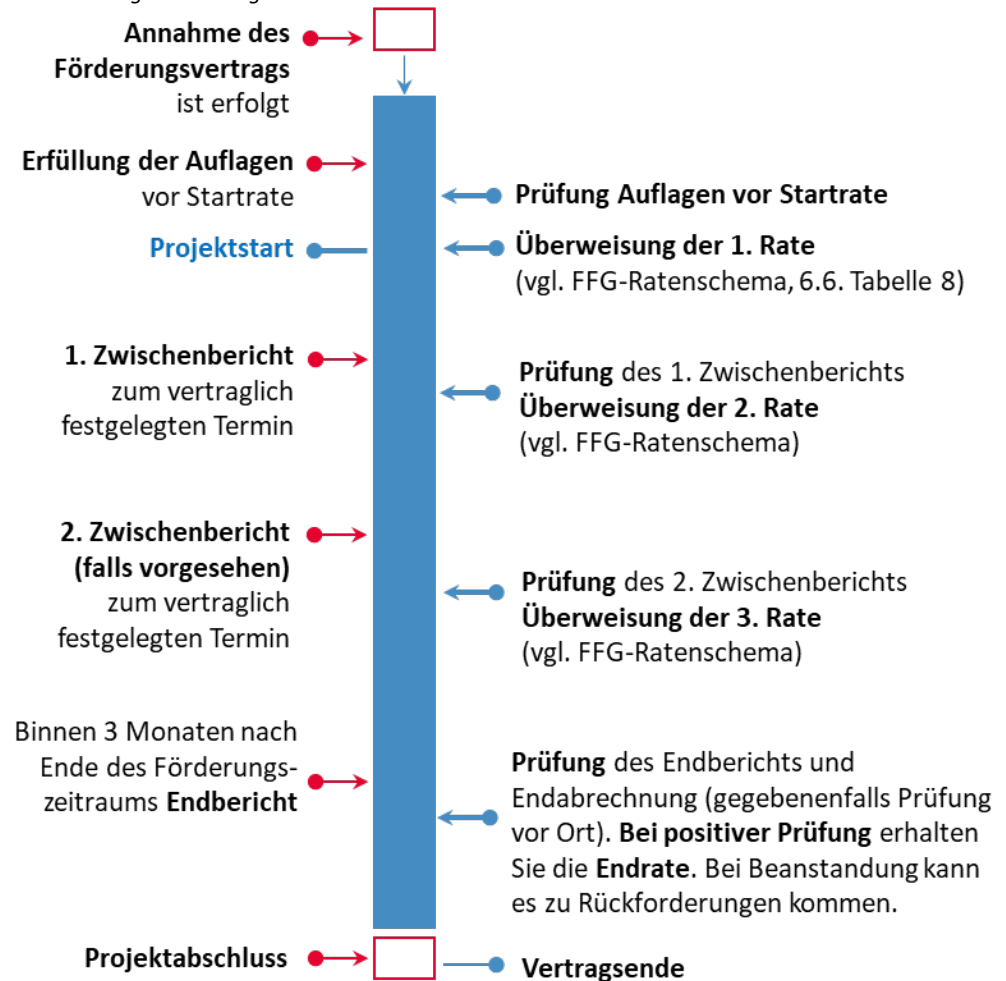 Annahme des
Förderungsvertrags
ist erfolgt
Erfüllung der Auflagen
vor Startrate
Prüfung Auflagen vor Startrate
Projektstart
Überweisung der 1. Rate
(vgl. FFG-Ratenschema, 6.6. Tabelle 8)
1. Zwischenbericht
zum vertraglich
festgelegten Termin
Prüfung des 1. Zwischenberichts
Überweisung der 2. Rate
(vgl. FFG-Ratenschema)
2. Zwischenbericht
(falls vorgesehen)
zum vertraglich
festgelegten Termin
Prüfung des 2. Zwischenberichts
Überweisung der 3. Rate
(vgl. FFG-Ratenschema)
Binnen 3 Monaten nach
Ende des Förderungs-
zeitraums Endbericht
Prüfung des Endberichts und
Endabrechnung (gegebenenfalls Prüfung
vor Ort). Bei positiver Prüfung erhalten
Sie die Endrate. Bei Beanstandung kann
es zu Rückforderungen kommen.
Projektabschluss
Vertragsende